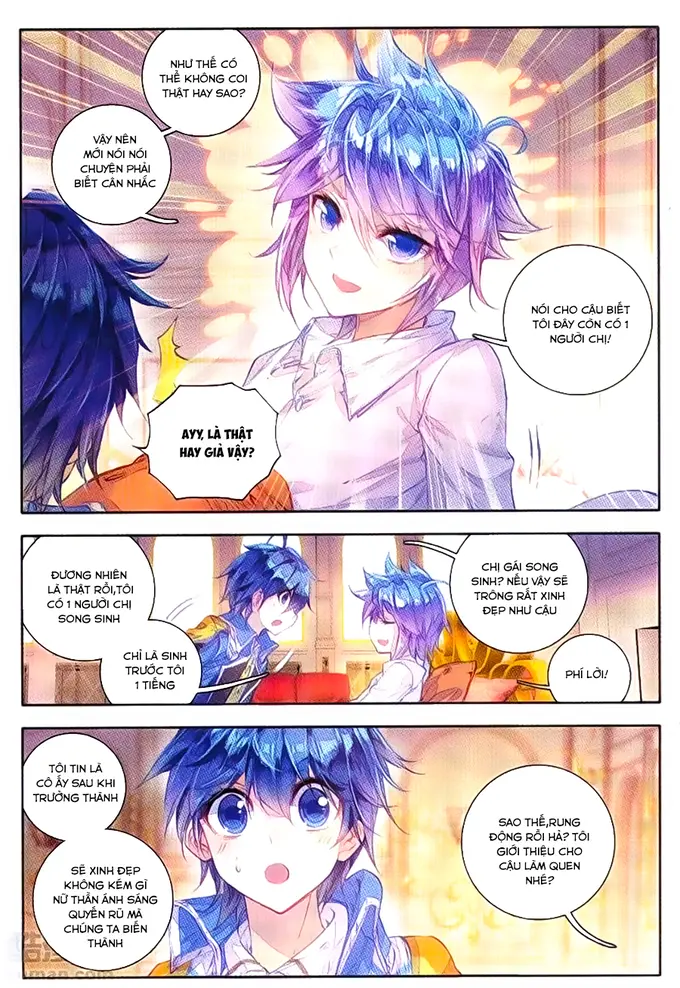 NHƯ THẾ CÓ
THỂ KHÔNG COI
THẬT HAY SAO?
VẬY NÊN
MỚI NÓI NÓI
CHUYỆN PHẢI
BIẾT CÂN NHẮC
NÓI CHO CẬU BIẾT
TÔI ĐÂY CÒN CÓ 1
NGƯỜI CHỊ!
AYY, LÀ THẬT
HAY GIẢ VẬY?
ĐƯƠNG NHIÊN
LÀ THẬT RỒI,TÔI
CÓ 1 NGƯỜI CHỊ
SONG SINH
CHỈ LÀ SINH
TRƯỚC TÔI
1 TIẾNG
CHỊ GÁI SONG
SINH? NẾU VẬY SẼ
TRÔNG RẤT XINH
ĐẸP NHƯ CẬU
PHÍ LỜI!
TÔI TIN LÀ
CÔ ẤY SAU KHI
TRƯỞNG THÀNH
SẼ XINH ĐẸP
KHÔNG KÉM GÌ
NỮ THẦN ÁNH SÁNG
QUYẾN RŨ MÀ
CHÚNG TA BIẾN
THÀNH
SAO THẾ,RUNG
ĐỘNG RỒI HẢ? TÔI
GIỚI THIỆU CHO
CẬU LÀM QUEN
NHÉ?